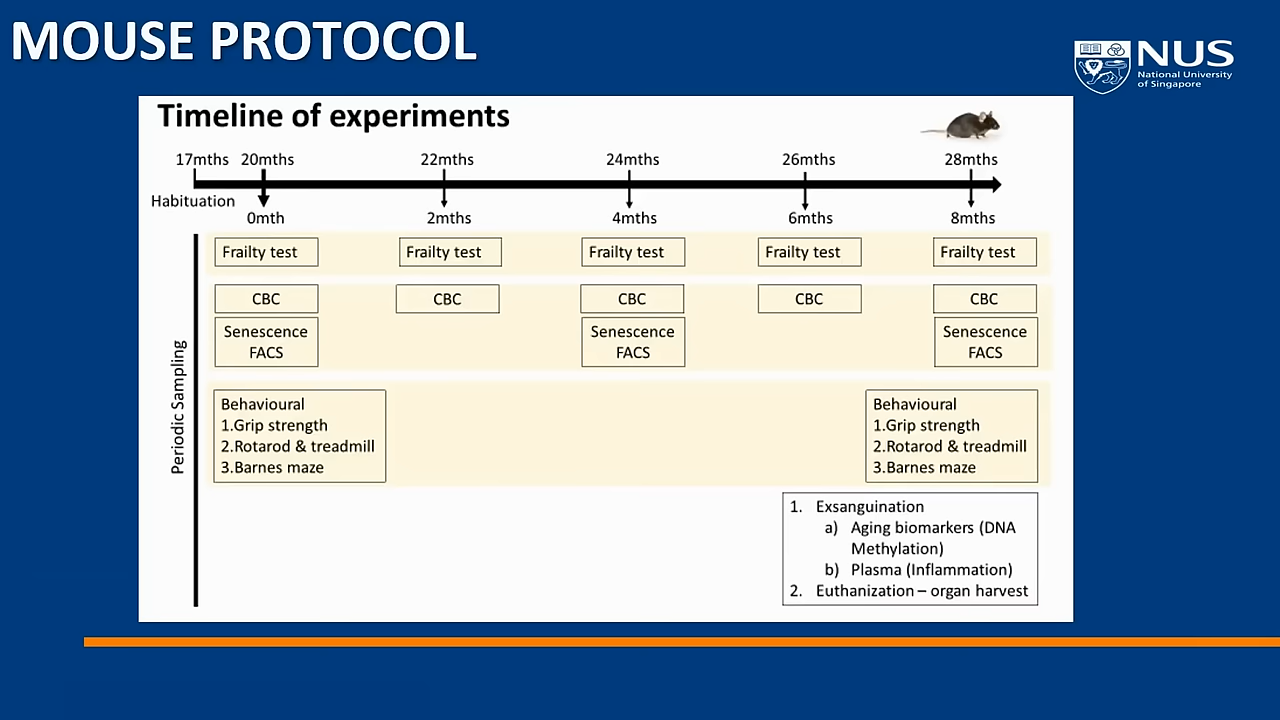 MOUSE PROTOCOL
NUS
National University
of Singapore
Timeline of experiments
17mths 20mths 22mths 24mths 26mths 28mths
Habituation
0mth 2mths 4mths 6mths 8mths
Periodic Sampling
Frailty test Frailty test Frailty test Frailty test Frailty test
CBC CBC CBC CBC CBC
Senescence Senescence Senescence
FACS FACS FACS
Behavioural
1.Grip strength
2.Rotarod & treadmill
3.Barnes maze
Behavioural
1.Grip strength
2.Rotarod & treadmill
3.Barnes maze
1. Exsanguination
a) Aging biomarkers (DNA
Methylation)
b) Plasma (Inflammation)
2. Euthanization – organ harvest